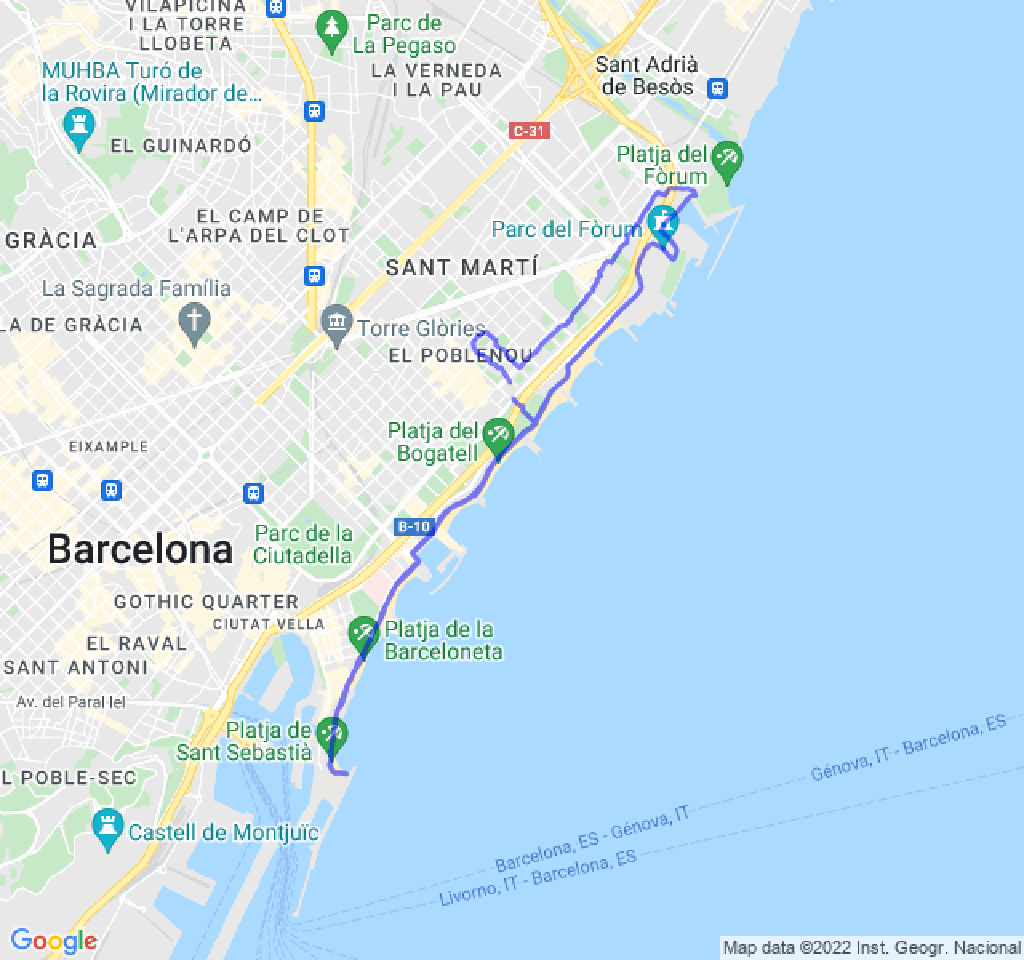 VILAPICINA
I LA TORRE
LLOBETA
Parc de
La Pegaso
MUHBA Turó de
la Rovira (Mirador de...
LA VERNEDA
I LA PAU
Sant Adrià
de Besòs
C-31
EL GUINARDÓ
Platja del
Fòrum
EL CAMP DE
L'ARPA DEL CLOT
Parc del Fòrum
GRÀCIA
SANT MARTÍ
La Sagrada Família
LA DE GRÀCIA
Torre Glòries
EL POBLENOU
Platja del
Bogatell
EIXAMPLE
B-10
Parc de la
Ciutadella
Barcelona
GOTHIC QUARTER
CIUTAT VELLA
Platja de la
Barceloneta
EL RAVAL
SANT ANTONI
Av. del Paral·lel
Platja de
Sant Sebastià
Génova, IT - Barcelona, ES
L POBLE-SEC
Castell de Montjuïc
Barcelona, ES - Génova, IT
Livorno, IT - Barcelona, ES
Google
Map data ©2022 Inst. Geogr. Nacional